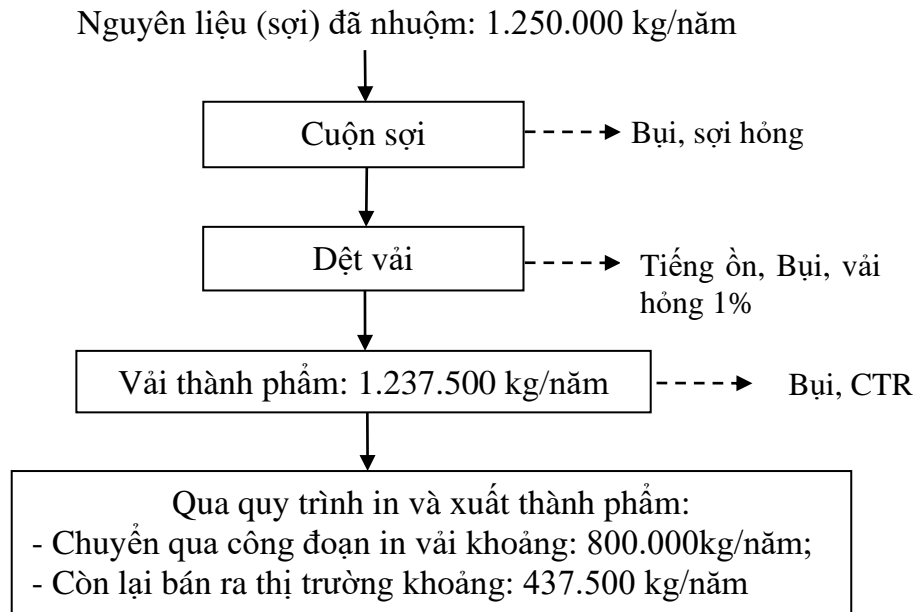 Nguyên liệu (sợi) đã nhuộm: 1.250.000 kg/năm
Cuộn sợi
Bụi, sợi hỏng
Dệt vải
Tiếng ồn, Bụi, vải
hỏng 1%
Vải thành phẩm: 1.237.500 kg/năm
Bụi, CTR
Qua quy trình in và xuất thành phẩm:
- Chuyển qua công đoạn in vải khoảng: 800.000kg/năm;
- Còn lại bán ra thị trường khoảng: 437.500 kg/năm